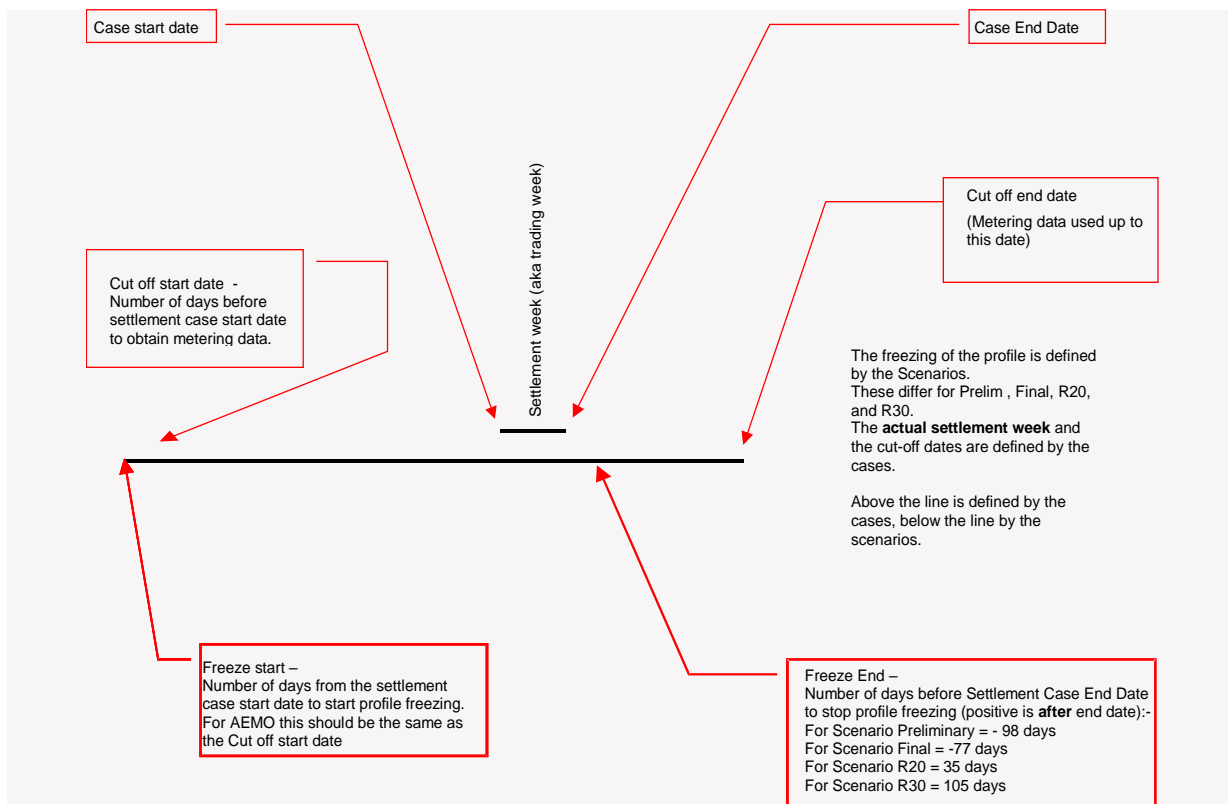 Case start date
Case End Date
Settlement week (aka trading week)
Cut off end date
(Metering data used up to
this date)
Cut off start date -
Number of days before
settlement case start date
to obtain metering data.
The freezing of the profile is defined
by the Scenarios.
These differ for Prelim , Final, R20,
and R30.
The actual settlement week and
the cut-off dates are defined by the
cases.
Above the line is defined by the
cases, below the line by the
scenarios.
Freeze start –
Number of days from the settlement
case start date to start profile freezing.
For AEMO this should be the same as
the Cut off start date
Freeze End –
Number of days before Settlement Case End Date
to stop profile freezing (positive is after end date):-
For Scenario Preliminary = - 98 days
For Scenario Final = -77 days
For Scenario R20 = 35 days
For Scenario R30 = 105 days